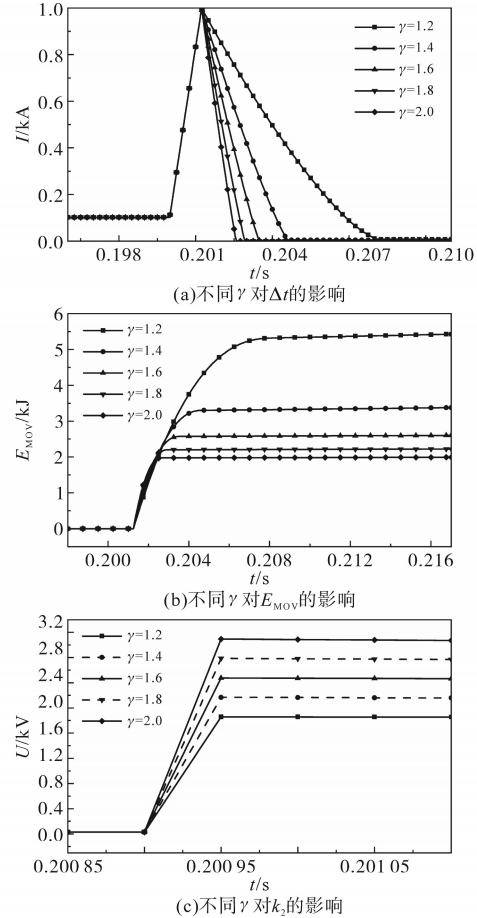 1.0
0.8
0.6
0.4
0.2
0.0
I/kA
γ=1.2
γ=1.4
γ=1.6
γ=1.8
γ=2.0
0.198 0.201 0.204 0.207 0.210
t/s
(a)不同γ对Δt的影响
6
5
4
3
2
1
0
E_MOV/kJ
γ=1.2
γ=1.4
γ=1.6
γ=1.8
γ=2.0
0.200 0.204 0.208 0.212 0.216
t/s
(b)不同γ对E_MOV的影响
3.2
2.8
2.4
2.0
1.6
1.2
0.8
0.4
0.0
U/kV
γ=1.2
γ=1.4
γ=1.6
γ=1.8
γ=2.0
0.200 85 0.200 95 0.201 05
t/s
(c)不同γ对k₂的影响